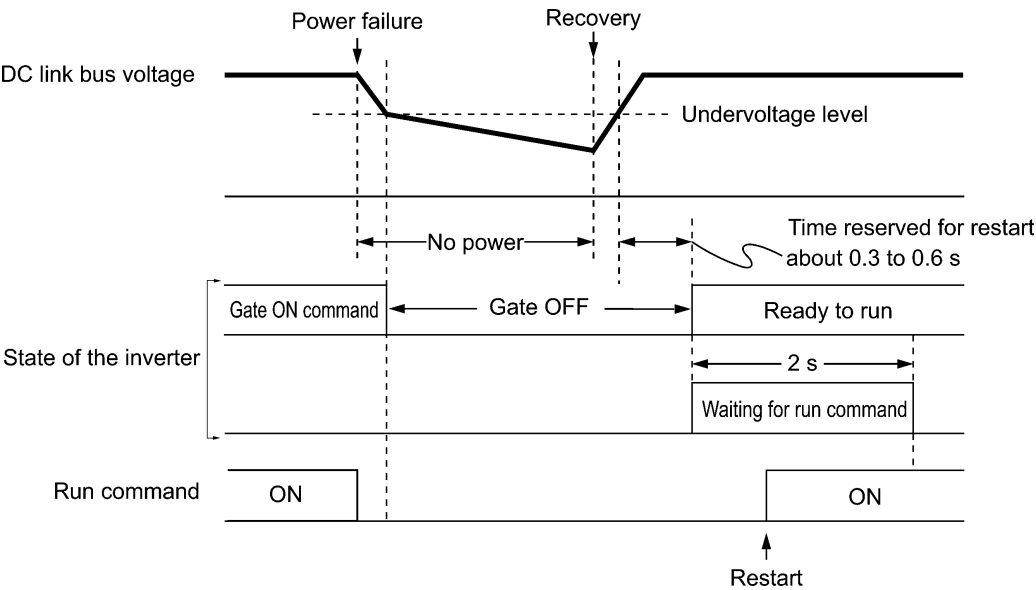 Power failure
Recovery
DC link bus voltage
Undervoltage level
No power
Time reserved for restart
about 0.3 to 0.6 s
Gate ON command
Gate OFF
Ready to run
State of the inverter
2 s
Waiting for run command
Run command
ON
ON
Restart